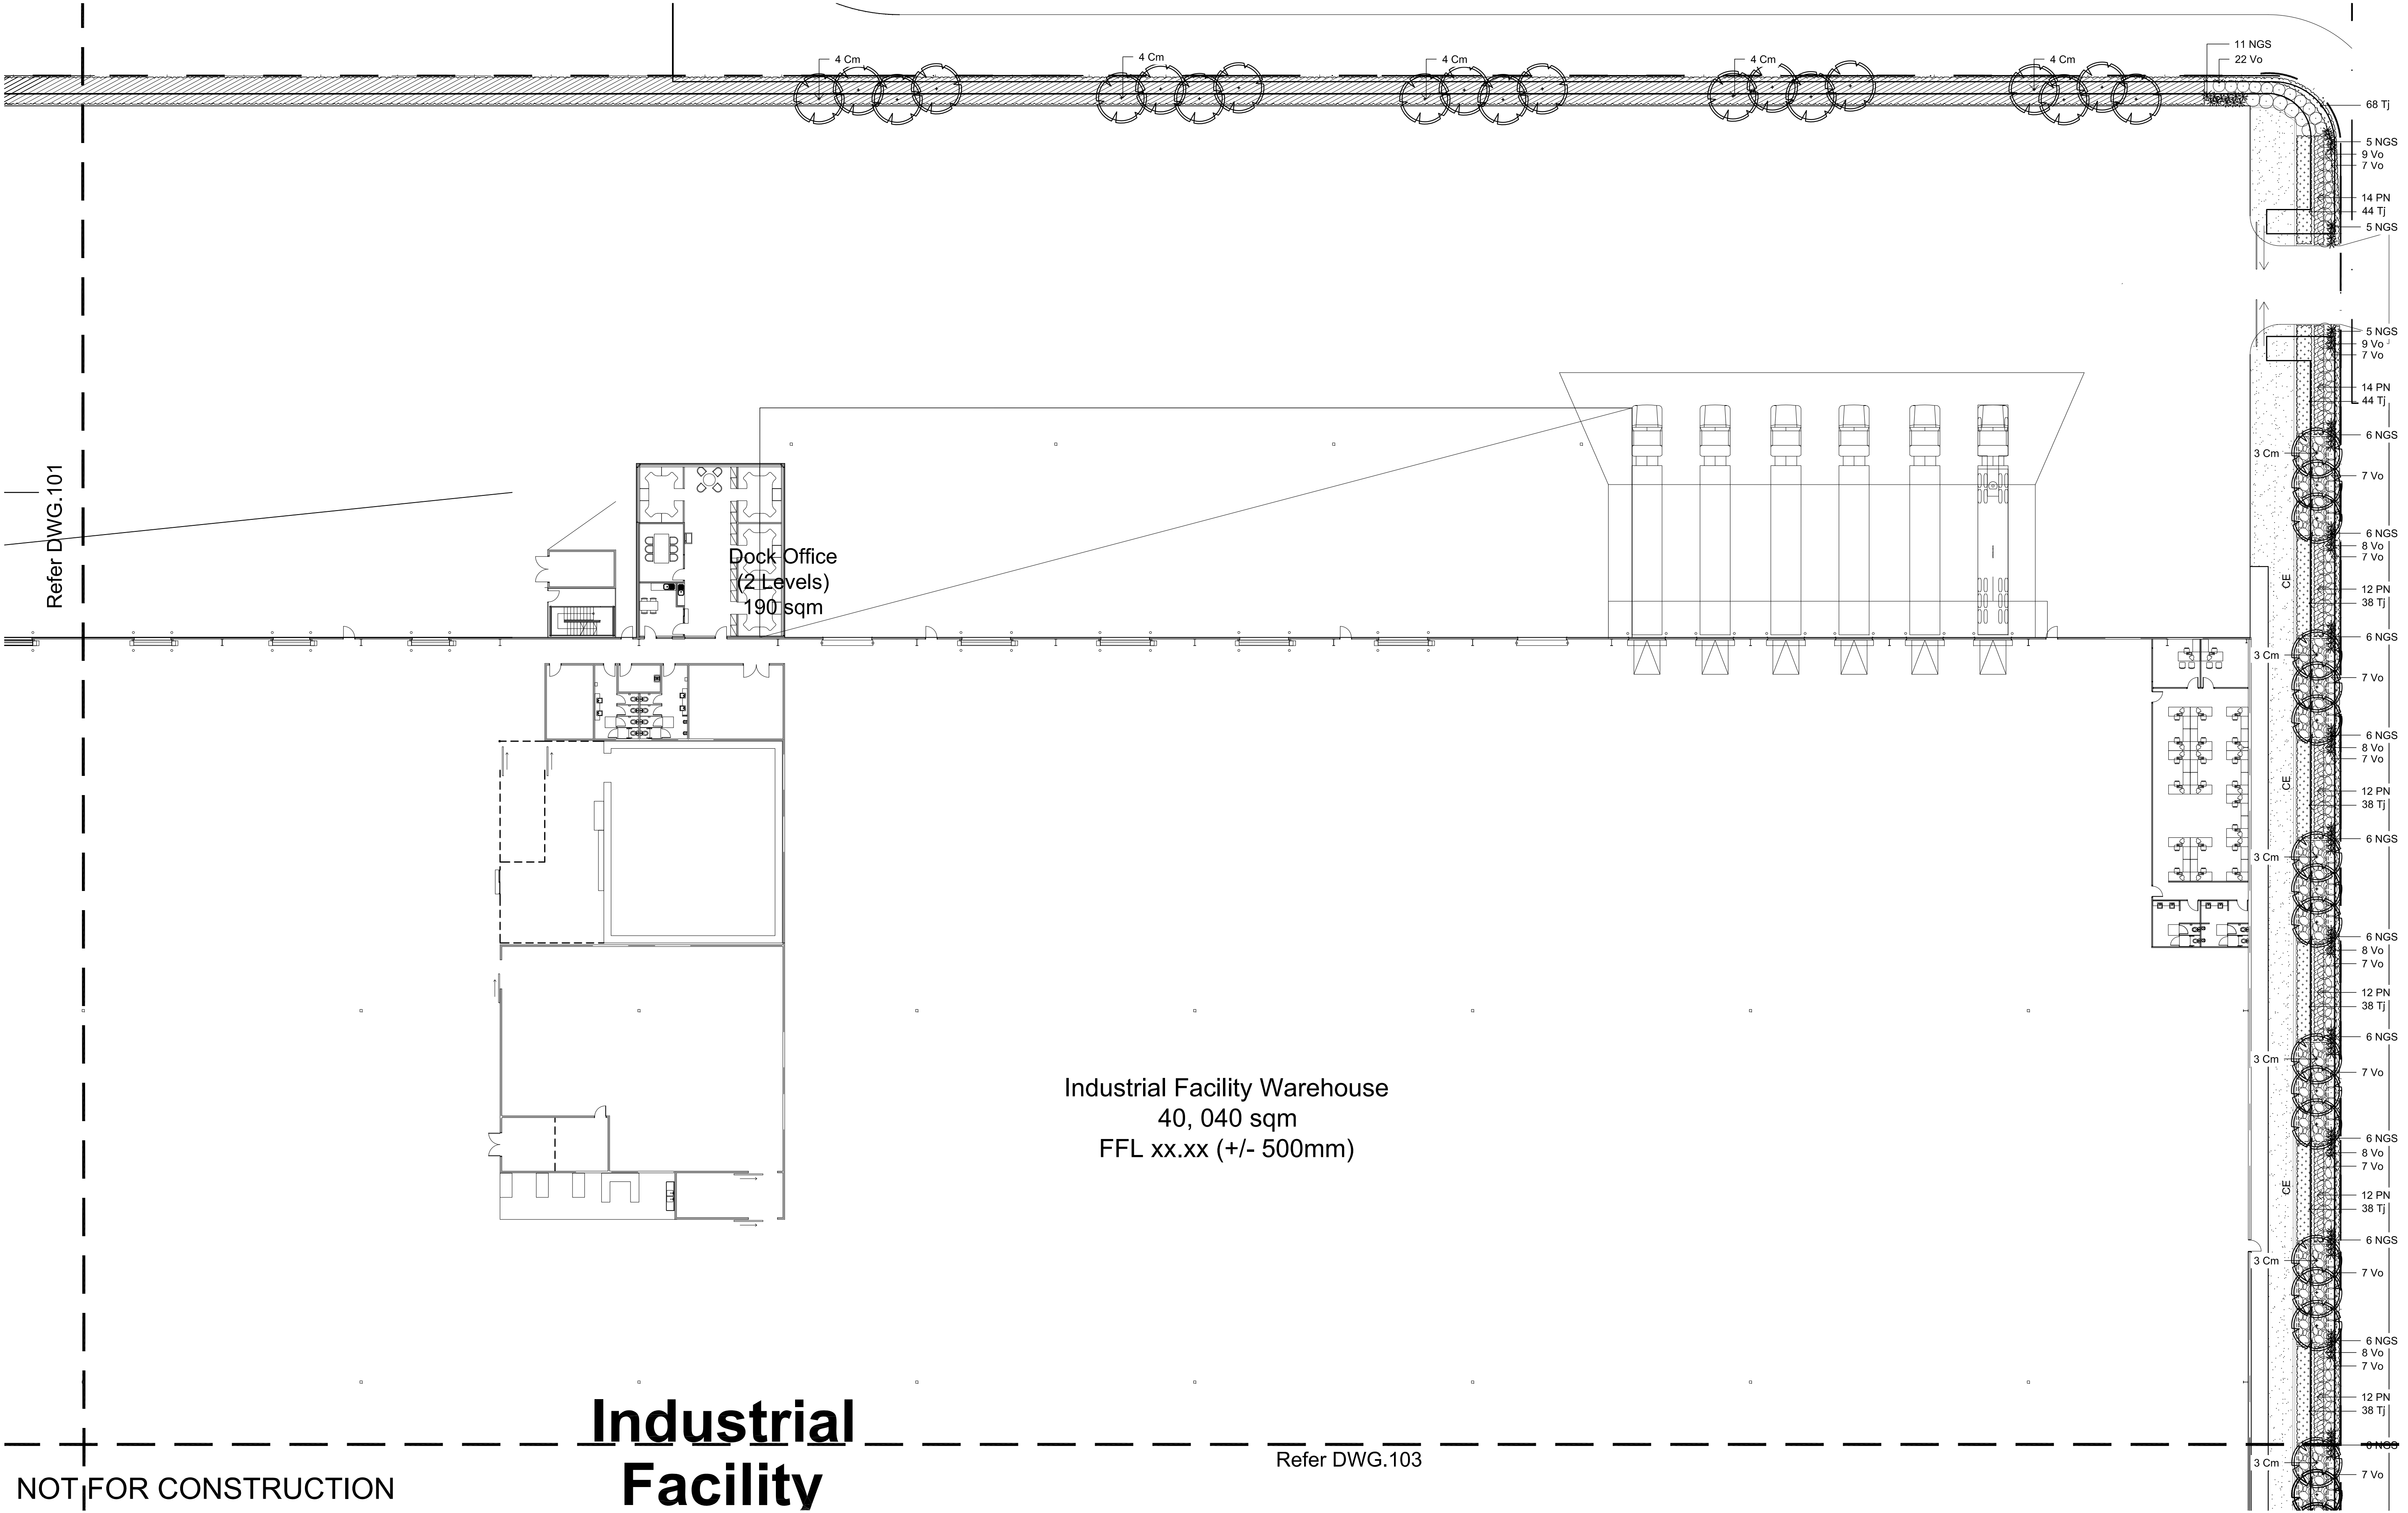 4 Cm
4 Cm
4 Cm
4 Cm
4 Cm
11 NGS
22 Vo
68 Tj
5 NGS
9 Vo
7 Vo
14 PN
44 Tj
5 NGS
5 NGS
9 Vo
7 Vo
14 PN
44 Tj
6 NGS
3 Cm
7 Vo
Refer DWG.101
6 NGS
8 Vo
7 Vo
Dock Office
(2 Levels)
190 sqm
CE
12 PN
38 Tj
6 NGS
3 Cm
7 Vo
6 NGS
8 Vo
7 Vo
CE
12 PN
38 Tj
6 NGS
3 Cm
6 NGS
8 Vo
7 Vo
12 PN
38 Tj
6 NGS
3 Cm
7 Vo
Industrial Facility Warehouse
40, 040 sqm
FFL xx.xx (+/- 500mm)
6 NGS
8 Vo
7 Vo
CE
12 PN
38 Tj
6 NGS
3 Cm
7 Vo
6 NGS
8 Vo
7 Vo
12 PN
38 Tj
Industrial
Facility
6 NGS
Refer DWG.103
3 Cm
7 Vo
NOT FOR CONSTRUCTION